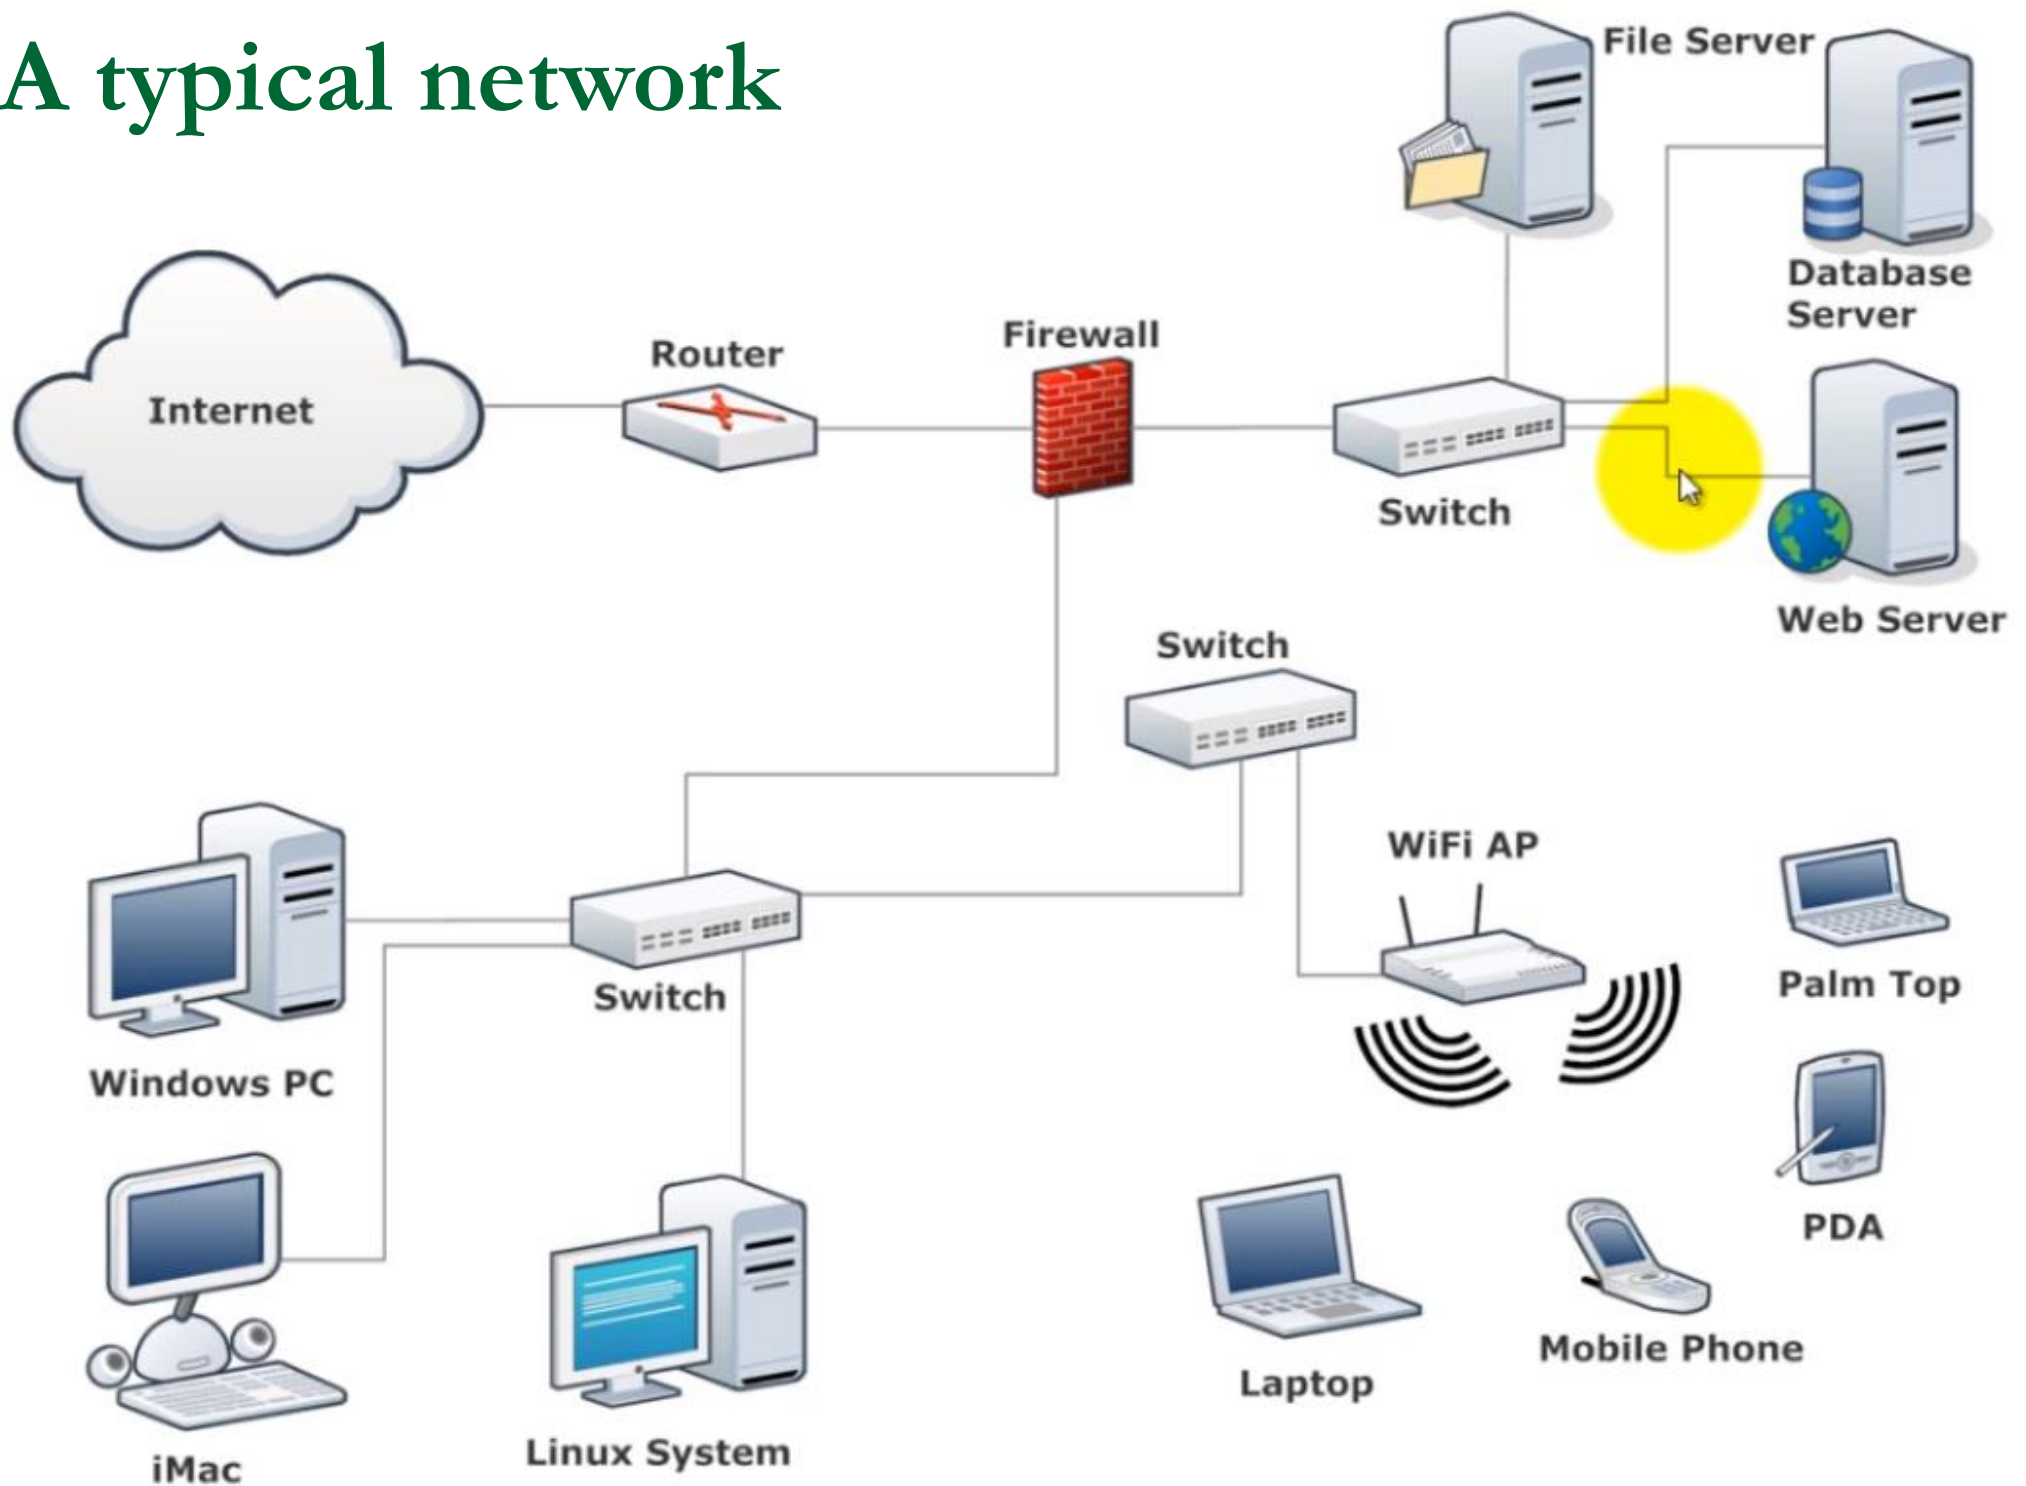 A typical network
File Server
Database
Server
Firewall
Router
Internet
Switch
Web Server
Switch
WiFi AP
Palm Top
Switch
Windows PC
PDA
Mobile Phone
Laptop
Linux System
iMac